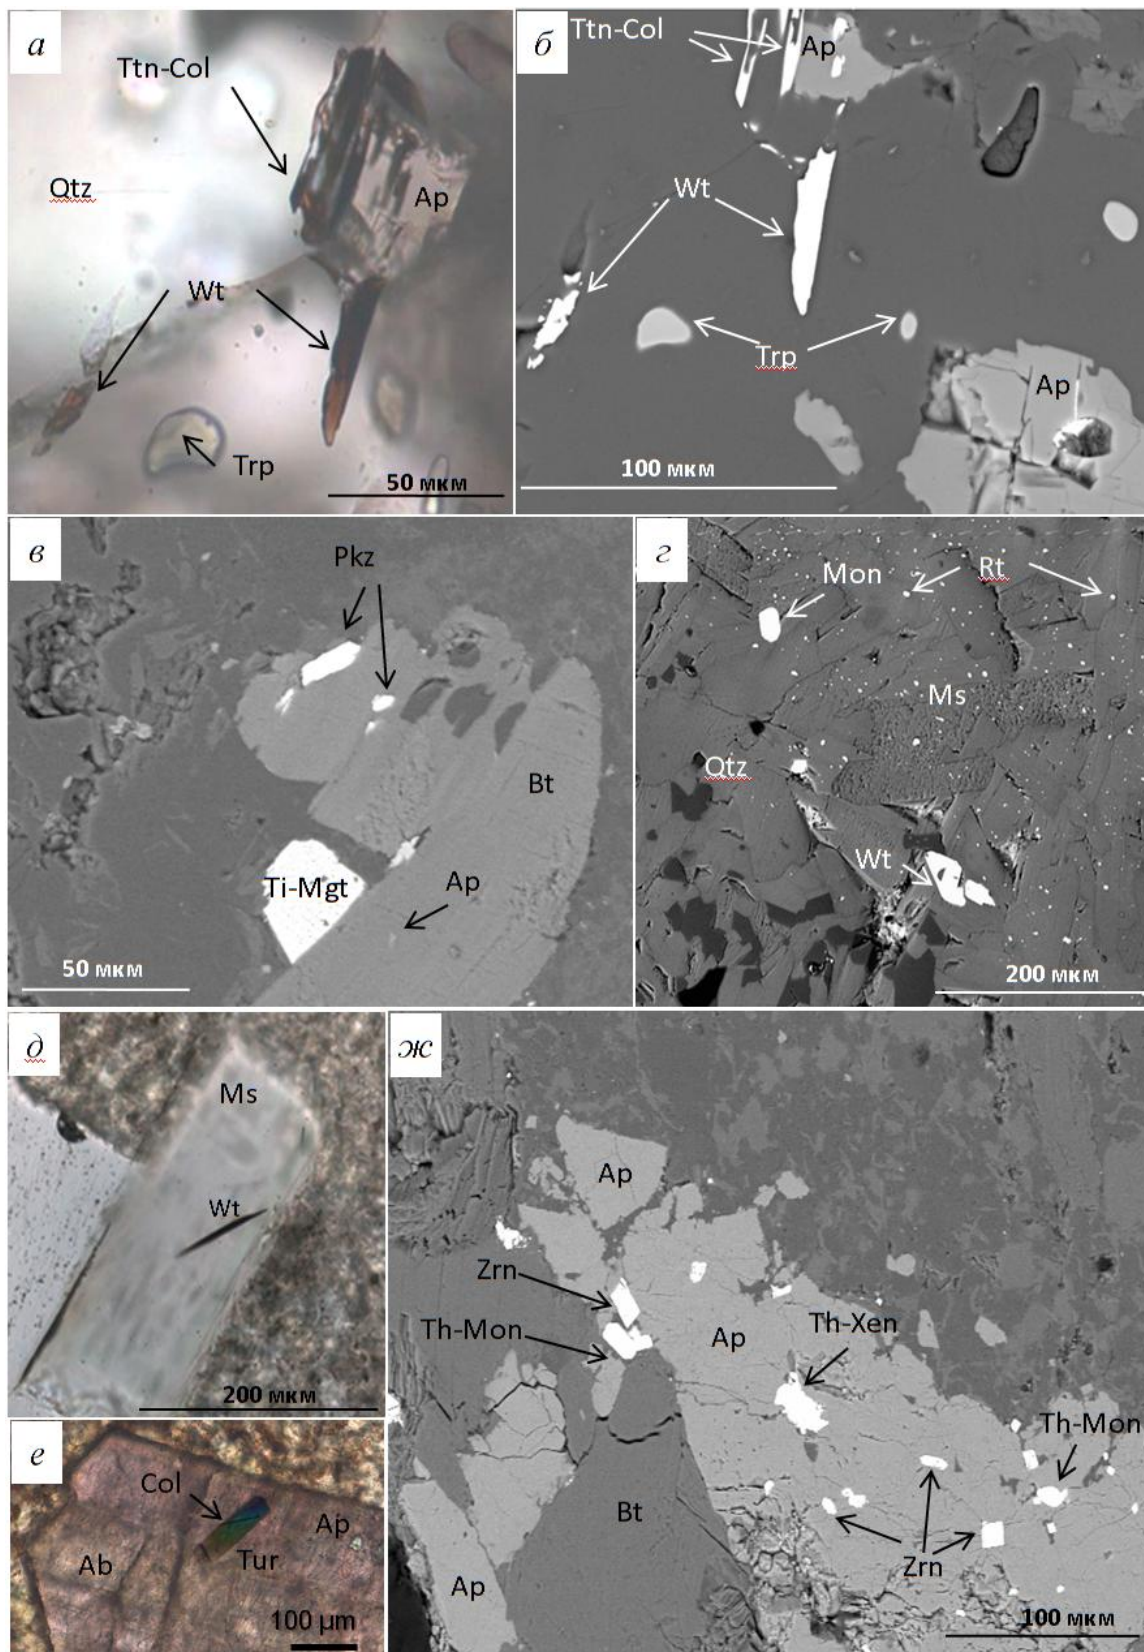 а
Ttn-Col
Qtz
Ap
Wt
Trp
50 мкм
б
Ttn-Col
Ap
Wt
Trp
Ap
100 мкм
в
Pkz
Bt
Ti-Mgt
Ap
50 мкм
г
Mon
Rt
Ms
Qtz
Wt
200 мкм
д
Ms
Wt
200 мкм
е
Col
Ap
Ab
Tur
100 µm
ж
Ap
Zrn
Th-Mon
Ap
Th-Xen
Th-Mon
Bt
Zrn
Ap
100 мкм